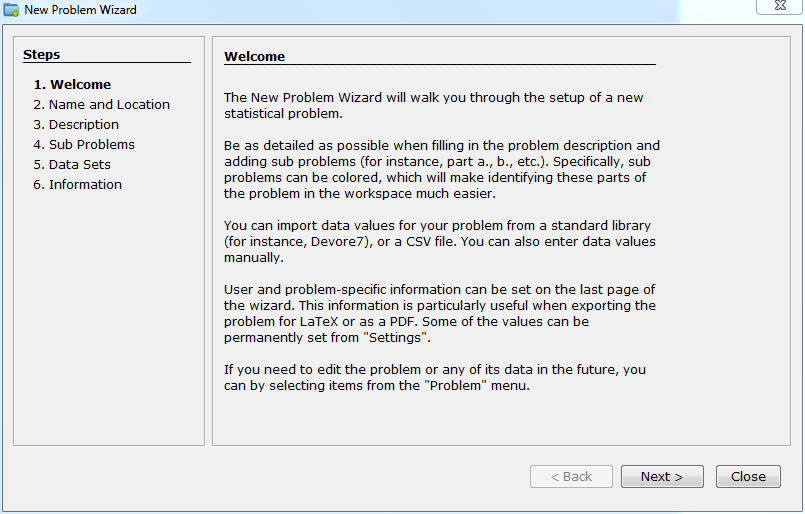 New Problem Wizard
Steps
1. Welcome
2. Name and Location
3. Description
4. Sub Problems
5. Data Sets
6. Information
Welcome
The New Problem Wizard will walk you through the setup of a new
statistical problem.
Be as detailed as possible when filling in the problem description and
adding sub problems (for instance, part a., b., etc.). Specifically, sub
problems can be colored, which will make identifying these parts of
the problem in the workspace much easier.
You can import data values for your problem from a standard library
(for instance, Devore7), or a CSV file. You can also enter data values
manually.
User and problem-specific information can be set on the last page of
the wizard. This information is particularly useful when exporting the
problem for LaTeX or as a PDF. Some of the values can be
permanently set from "Settings".
If you need to edit the problem or any of its data in the future, you
can by selecting items from the "Problem" menu.
< Back
Next >
Close